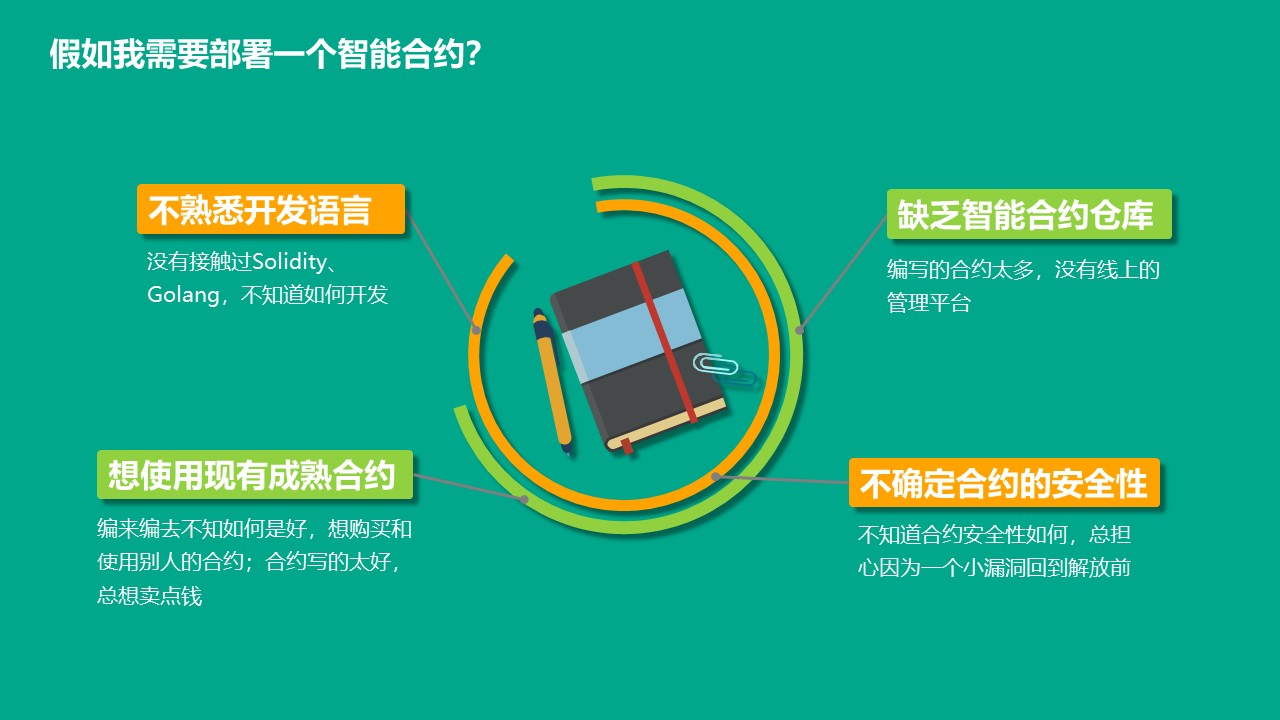 假如我需要部署一个智能合约？
不熟悉开发语言
没有接触过Solidity、
Golang，不知道如何开发
缺乏智能合约仓库
编写的合约太多，没有线上的
管理平台
想使用现有成熟合约
编来编去不知如何是好，想购买和
使用别人的合约；合约写的太好，
总想卖点钱
不确定合约的安全性
不知道合约安全性如何，总担
心因为一个小漏洞回到解放前